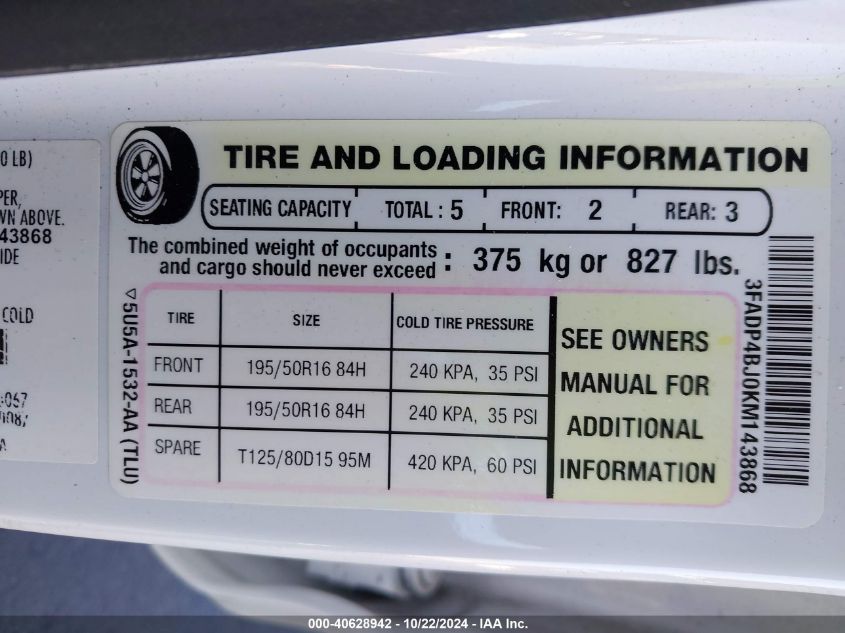 0 LB)
WN ABOVE.
43868
IDE
COLD
TIRE AND LOADING INFORMATION
SEATING CAPACITY TOTAL : 5 FRONT: 2 REAR: 3
The combined weight of occupants
and cargo should never exceed : 375 kg or 827 lbs.
TIRE SIZE COLD TIRE PRESSURE
FRONT 195/50R16 84H 240 KPA, 35 PSI
REAR 195/50R16 84H 240 KPA, 35 PSI
SPARE T125/80D15 95M 420 KPA, 60 PSI
SEE OWNERS
MANUAL FOR
ADDITIONAL
INFORMATION
5U5A-1532-AA (TLU)
3FADP4BJ0KM143868
000-40628942 - 10/22/2024 - IAA Inc.